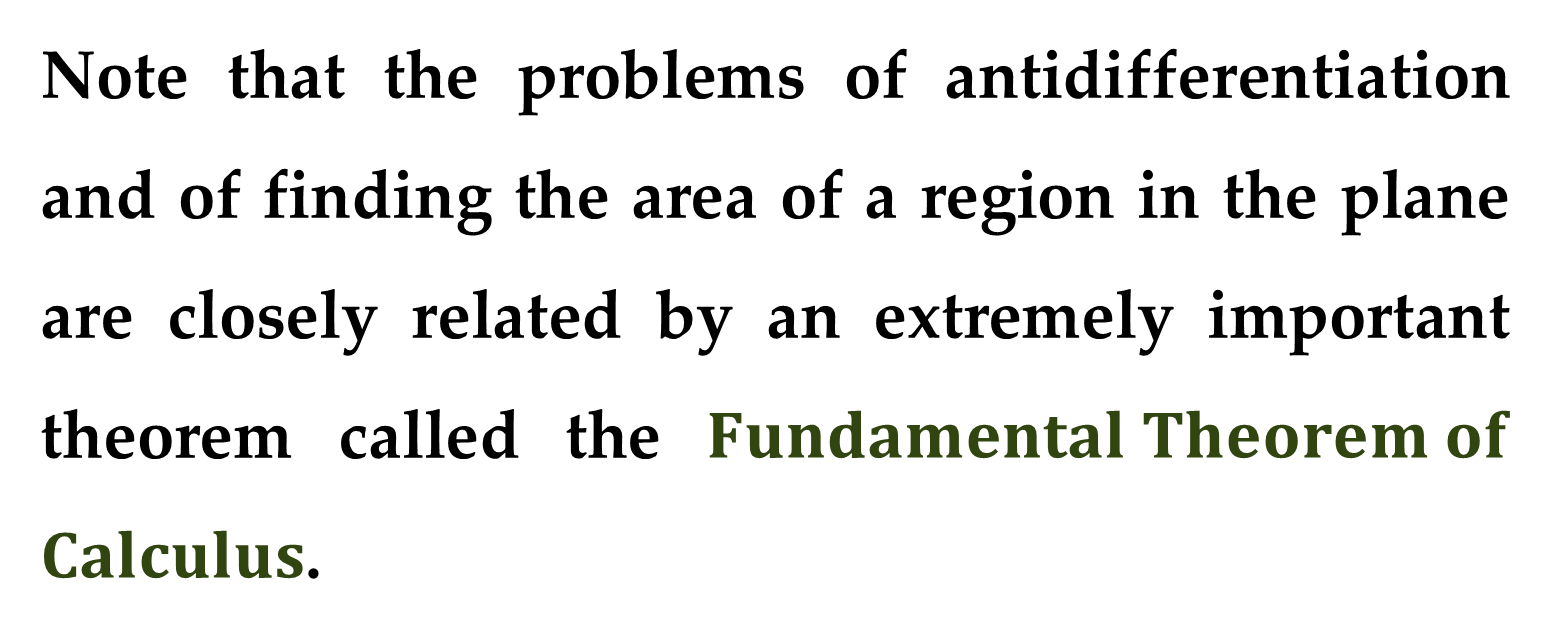 Note that the problems of antidifferentiation
and of finding the area of a region in the plane
are closely related by an extremely important
theorem called the Fundamental Theorem of
Calculus.